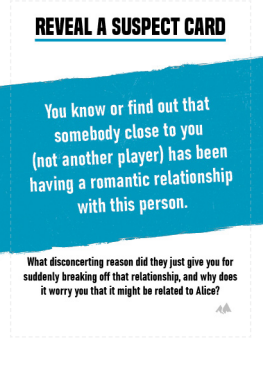 REVEAL A SUSPECT CARD
You know or find out that
somebody close to you
(not another player) has been
having a romantic relationship
with this person.
What disconcerting reason did they just give you for
suddenly breaking off that relationship, and why does
it worry you that it might be related to Alice?